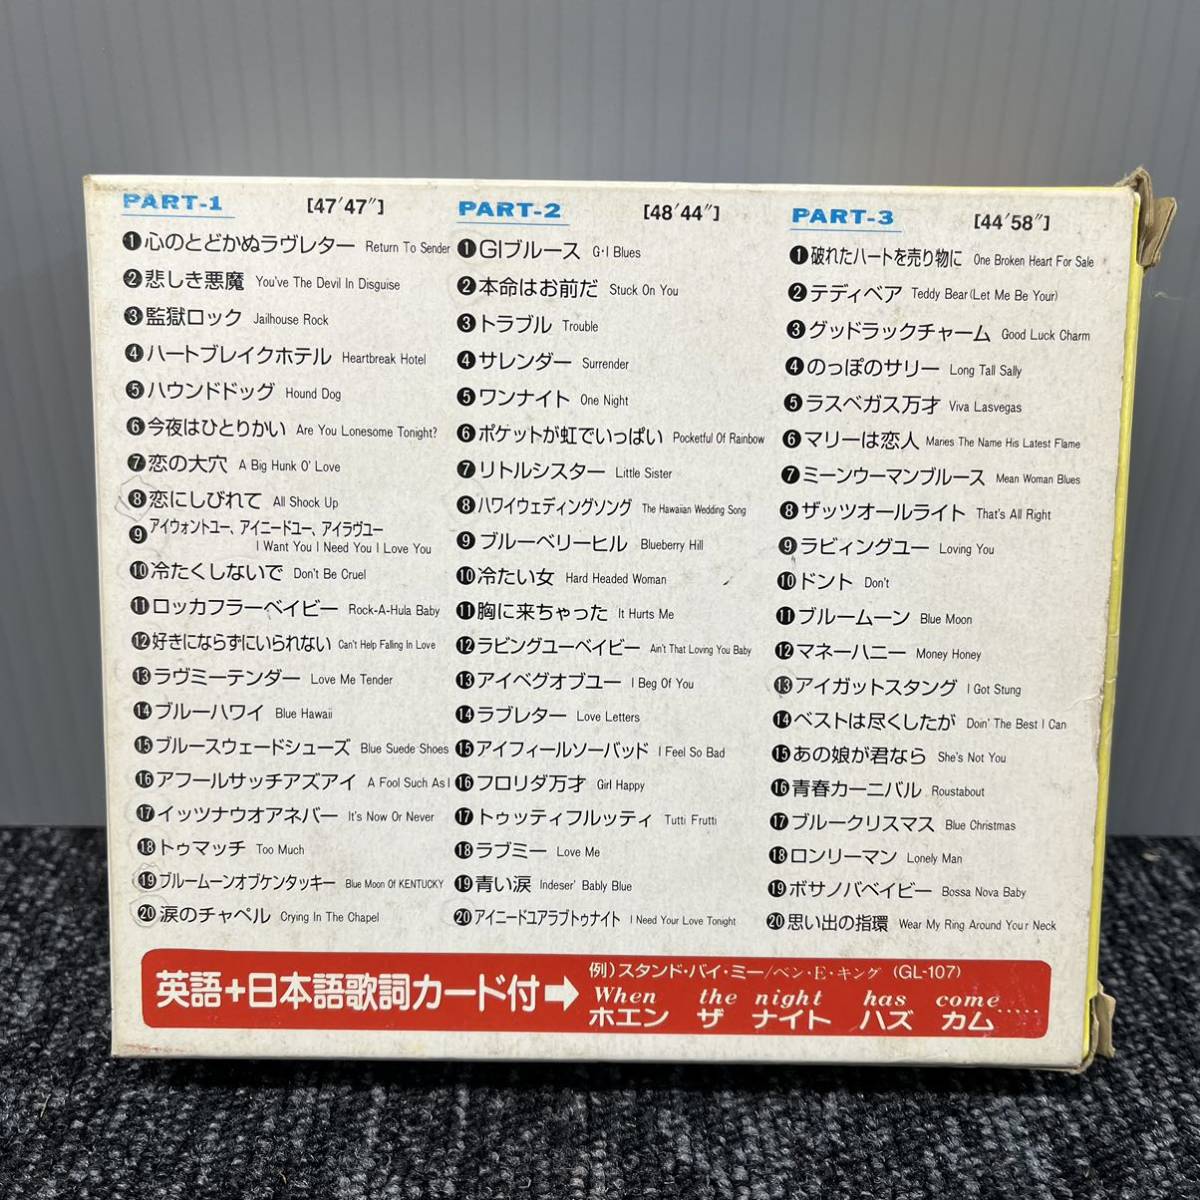 PART-1 [47′47″]
❶心のとどかぬラヴレター Return To Sender
❷悲しき悪魔 You've The Devil In Disguise
❸監獄ロック Jailhouse Rock
❹ハートブレイクホテル Heartbreak Hotel
❺ハウンドドッグ Hound Dog
❻今夜はひとりかい Are You Lonesome Tonight?
❼恋の大穴 A Big Hunk O' Love
❽恋にしびれて All Shock Up
❾アイウォントユー、アイニードユー、アイラヴユー
I Want You I Need You I Love You
❿冷たくしないで Don't Be Cruel
⓫ロッカフラーベイビー Rock-A-Hula Baby
⓬好きにならずにいられない Can't Help Falling In Love
⓭ラヴミーテンダー Love Me Tender
⓮ブルーハワイ Blue Hawaii
⓯ブルースウェードシューズ Blue Suede Shoes
⓰アフールサッチアズアイ A Fool Such As I
⓱イッツナウオアネバー It's Now Or Never
⓲トゥマッチ Too Much
⓳ブルームーンオブケンタッキー Blue Moon Of KENTUCKY
⓴涙のチャペル Crying In The Chapel
PART-2 [48′44″]
❶GIブルース G・I Blues
❷本命はお前だ Stuck On You
❸トラブル Trouble
❹サレンダー Surrender
❺ワンナイト One Night
❻ポケットが虹でいっぱい Pocketful Of Rainbow
❼リトルシスター Little Sister
❽ハワイウェディングソング The Hawaiian Wedding Song
❾ブルーベリーヒル Blueberry Hill
❿冷たい女 Hard Headed Woman
⓫胸に来ちゃった It Hurts Me
⓬ラビングユーベイビー Ain't That Loving You Baby
⓭アイベグオブユー I Beg Of You
⓮ラブレター Love Letters
⓯アイフィールソーバッド I Feel So Bad
⓰フロリダ万才 Girl Happy
⓱トゥッティフルッティ Tutti Frutti
⓲ラブミー Love Me
⓳青い涙 Indeser' Bably Blue
⓴アイニードユアラブトゥナイト I Need Your Love Tonight
PART-3 [44′58″]
❶破れたハートを売り物に One Broken Heart For Sale
❷テディベア Teddy Bear(Let Me Be Your)
❸グッドラックチャーム Good Luck Charm
❹のっぽのサリー Long Tall Sally
❺ラスベガス万才 Viva Lasvegas
❻マリーは恋人 Maries The Name His Latest Flame
❼ミーンウーマンブルース Mean Woman Blues
❽ザッツオールライト That's All Right
❾ラビィングユー Loving You
❿ドント Don't
⓫ブルームーン Blue Moon
⓬マネーハニー Money Honey
⓭アイガットスタング I Got Stung
⓮ベストは尽くしたが Doin' The Best I Can
⓯あの娘が君なら She's Not You
⓰青春カーニバル Roustabout
⓱ブルークリスマス Blue Christmas
⓲ロンリーマン Lonely Man
⓳ボサノバベイビー Bossa Nova Baby
⓴思い出の指環 Wear My Ring Around Your Neck
英語+日本語歌詞カード付➡
例)スタンド・バイ・ミー/ベン・E・キング (GL-107)
When the night has come.....
ホエン ザ ナイト ハズ カム